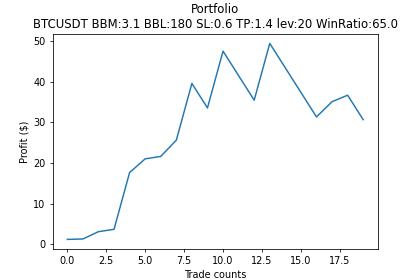 Portfolio
BTCUSDT BBM:3.1 BBL:180 SL:0.6 TP:1.4 lev:20 WinRatio:65.0
50
40
30
20
10
0
Profit ($)
0.0 2.5 5.0 7.5 10.0 12.5 15.0 17.5
Trade counts